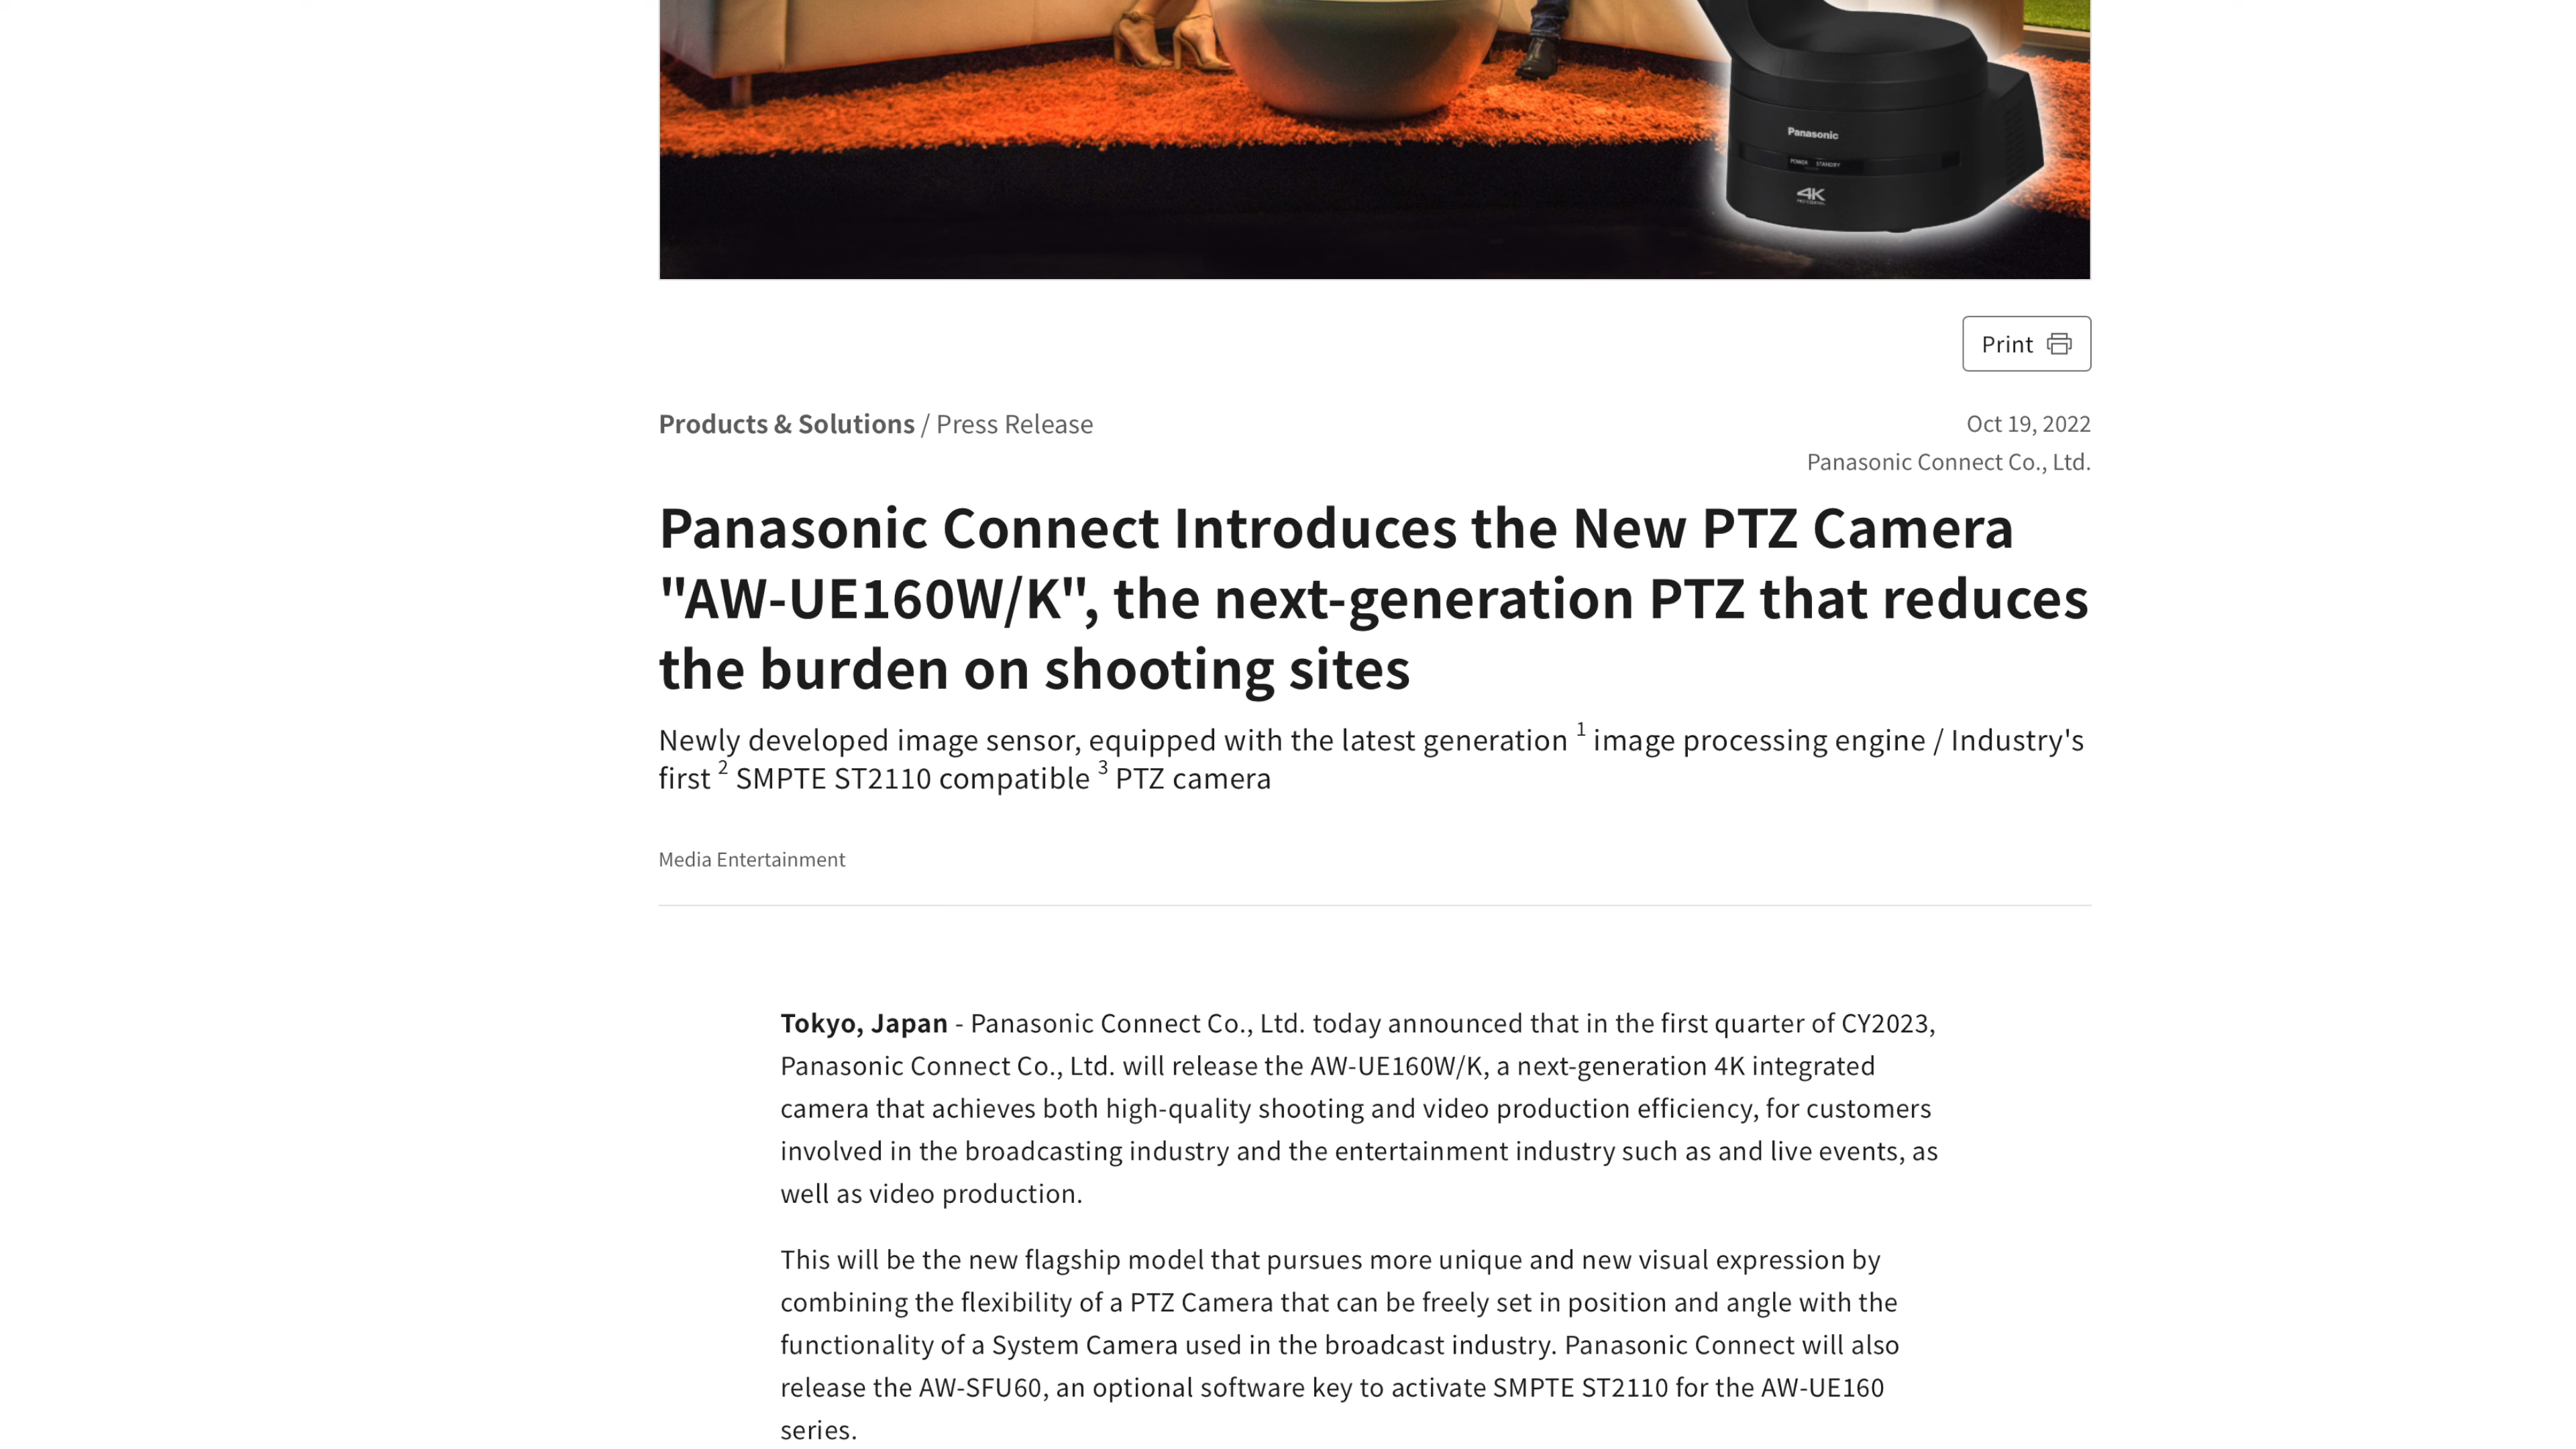 Panasonic
POWER STANDBY
4K
Print
Products & Solutions / Press Release
Oct 19, 2022
Panasonic Connect Co., Ltd.
Panasonic Connect Introduces the New PTZ Camera
"AW-UE160W/K", the next-generation PTZ that reduces
the burden on shooting sites
Newly developed image sensor, equipped with the latest generation 1 image processing engine / Industry's
first 2 SMPTE ST2110 compatible 3 PTZ camera
Media Entertainment
Tokyo, Japan - Panasonic Connect Co., Ltd. today announced that in the first quarter of CY2023,
Panasonic Connect Co., Ltd. will release the AW-UE160W/K, a next-generation 4K integrated
camera that achieves both high-quality shooting and video production efficiency, for customers
involved in the broadcasting industry and the entertainment industry such as and live events, as
well as video production.
This will be the new flagship model that pursues more unique and new visual expression by
combining the flexibility of a PTZ Camera that can be freely set in position and angle with the
functionality of a System Camera used in the broadcast industry. Panasonic Connect will also
release the AW-SFU60, an optional software key to activate SMPTE ST2110 for the AW-UE160
series.